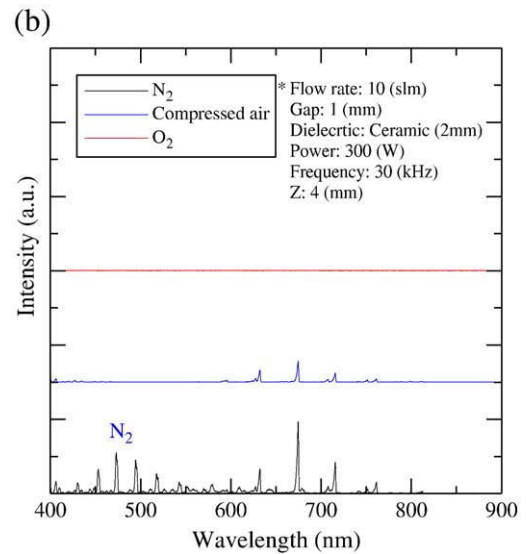 (b)
N₂
Compressed air
O₂
* Flow rate: 10 (slm)
Gap: 1 (mm)
Dielecrtic: Ceramic (2mm)
Power: 300 (W)
Frequency: 30 (kHz)
Z: 4 (mm)
Intensity (a.u.)
N₂
400 500 600 700 800 900
Wavelength (nm)